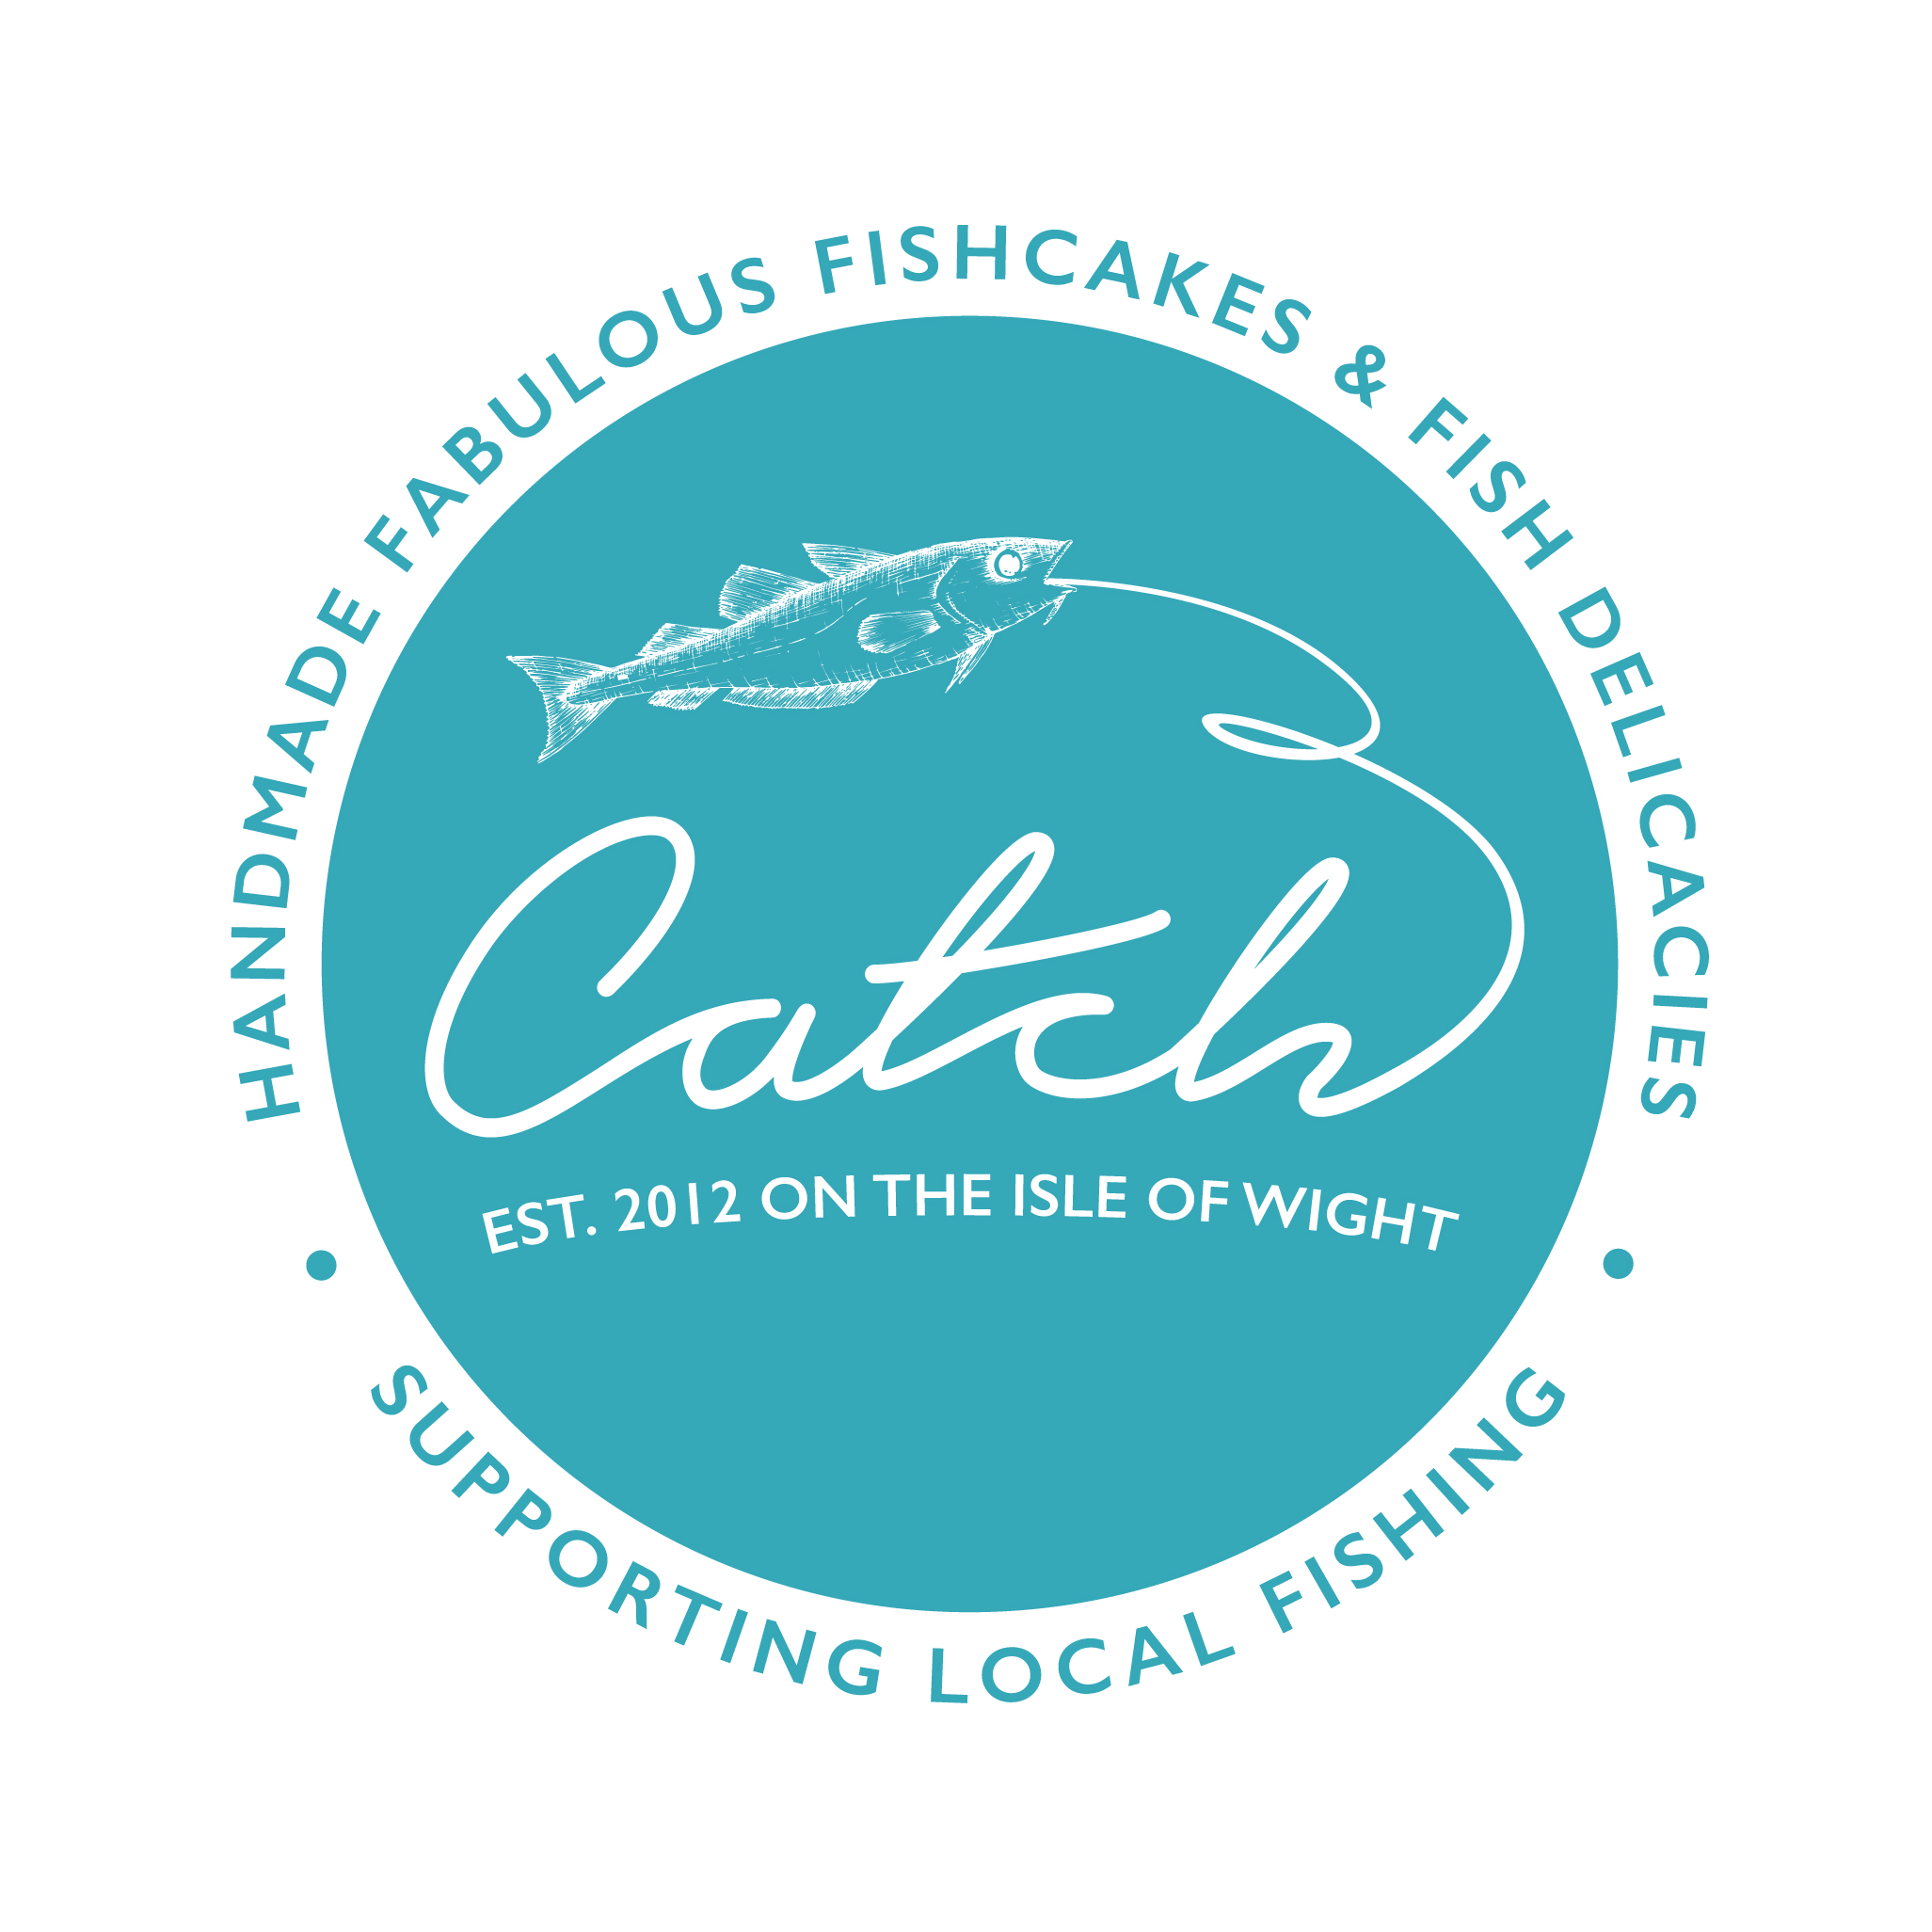 HANDMADE FABULOUS FISHCAKES & FISH DELICACIES
Catch
EST. 2012 ON THE ISLE OF WIGHT
SUPPORTING LOCAL FISHING